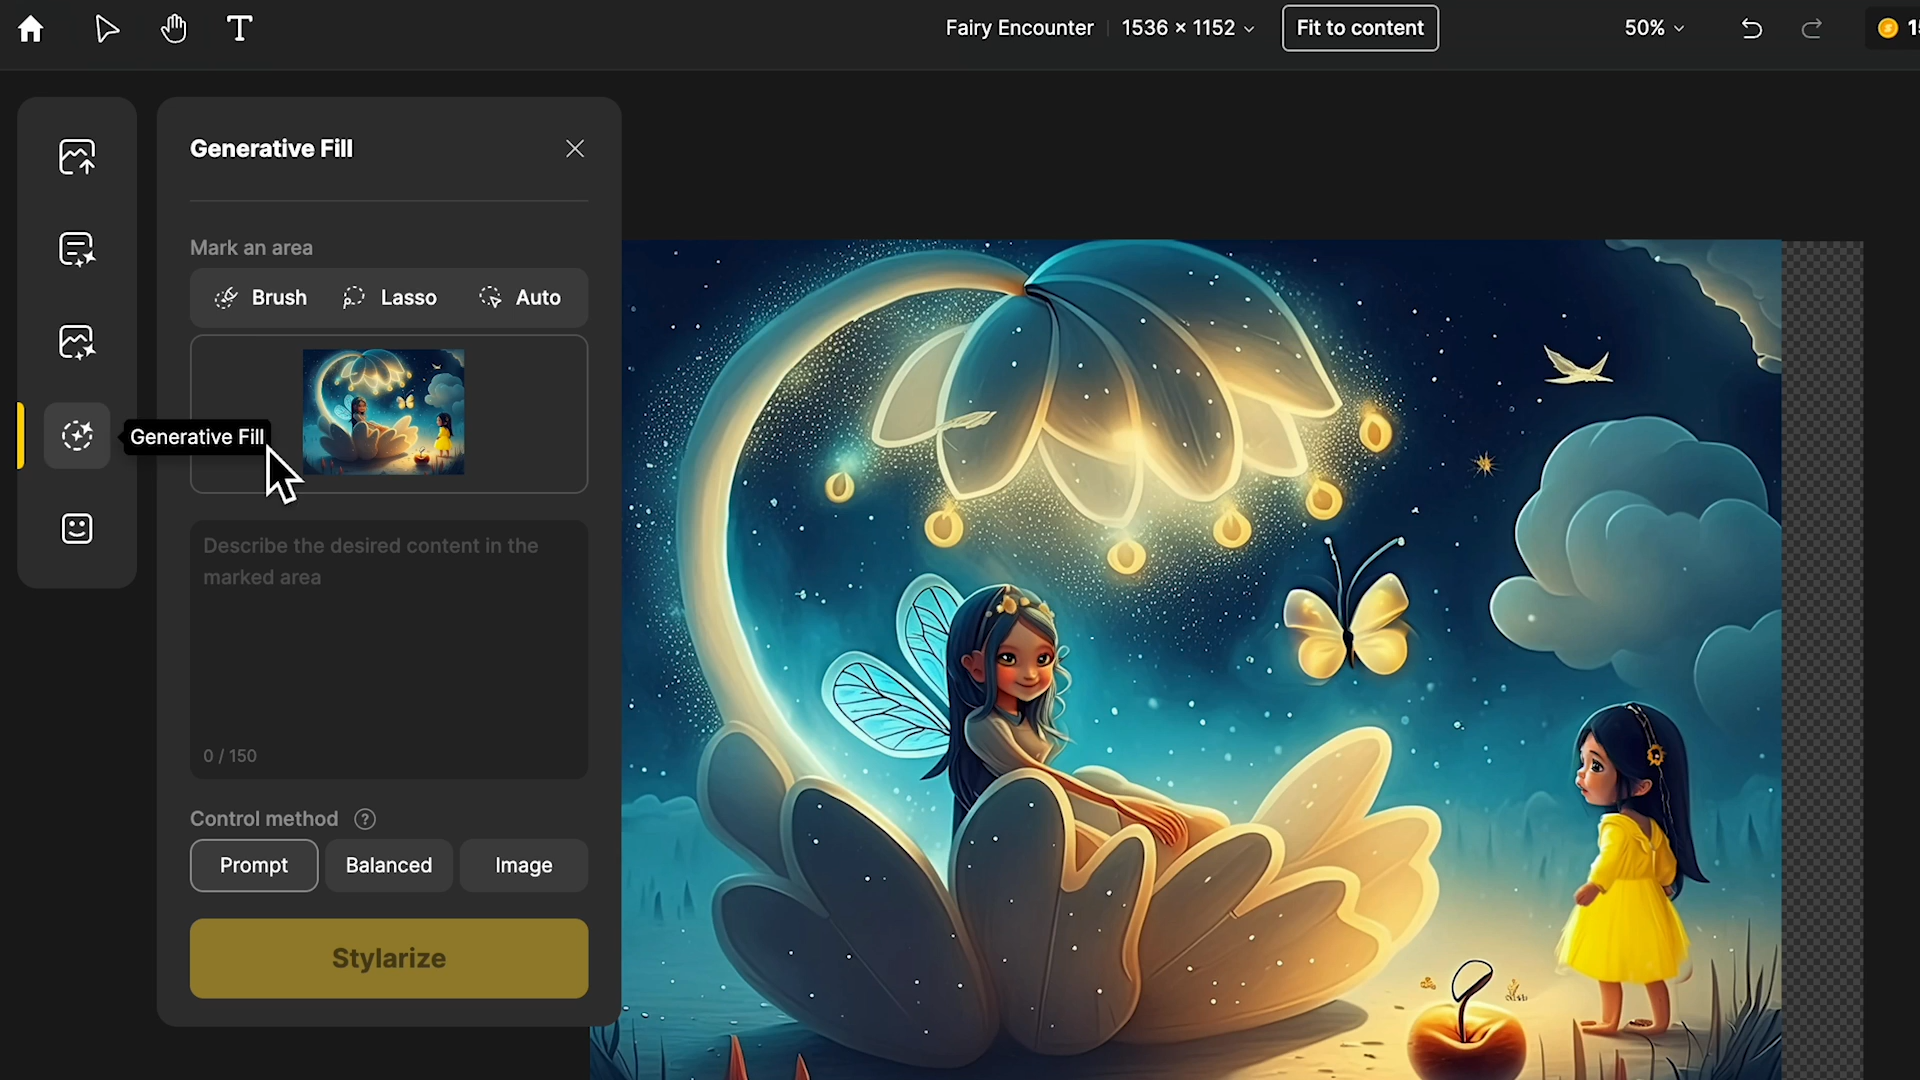 T
Fairy Encounter
1536 × 1152
Fit to content
50%
Generative Fill
Mark an area
Brush
Lasso
Auto
Generative Fill
Describe the desired content in the
marked area
0 / 150
Control method ?
Prompt
Balanced
Image
Stylarize